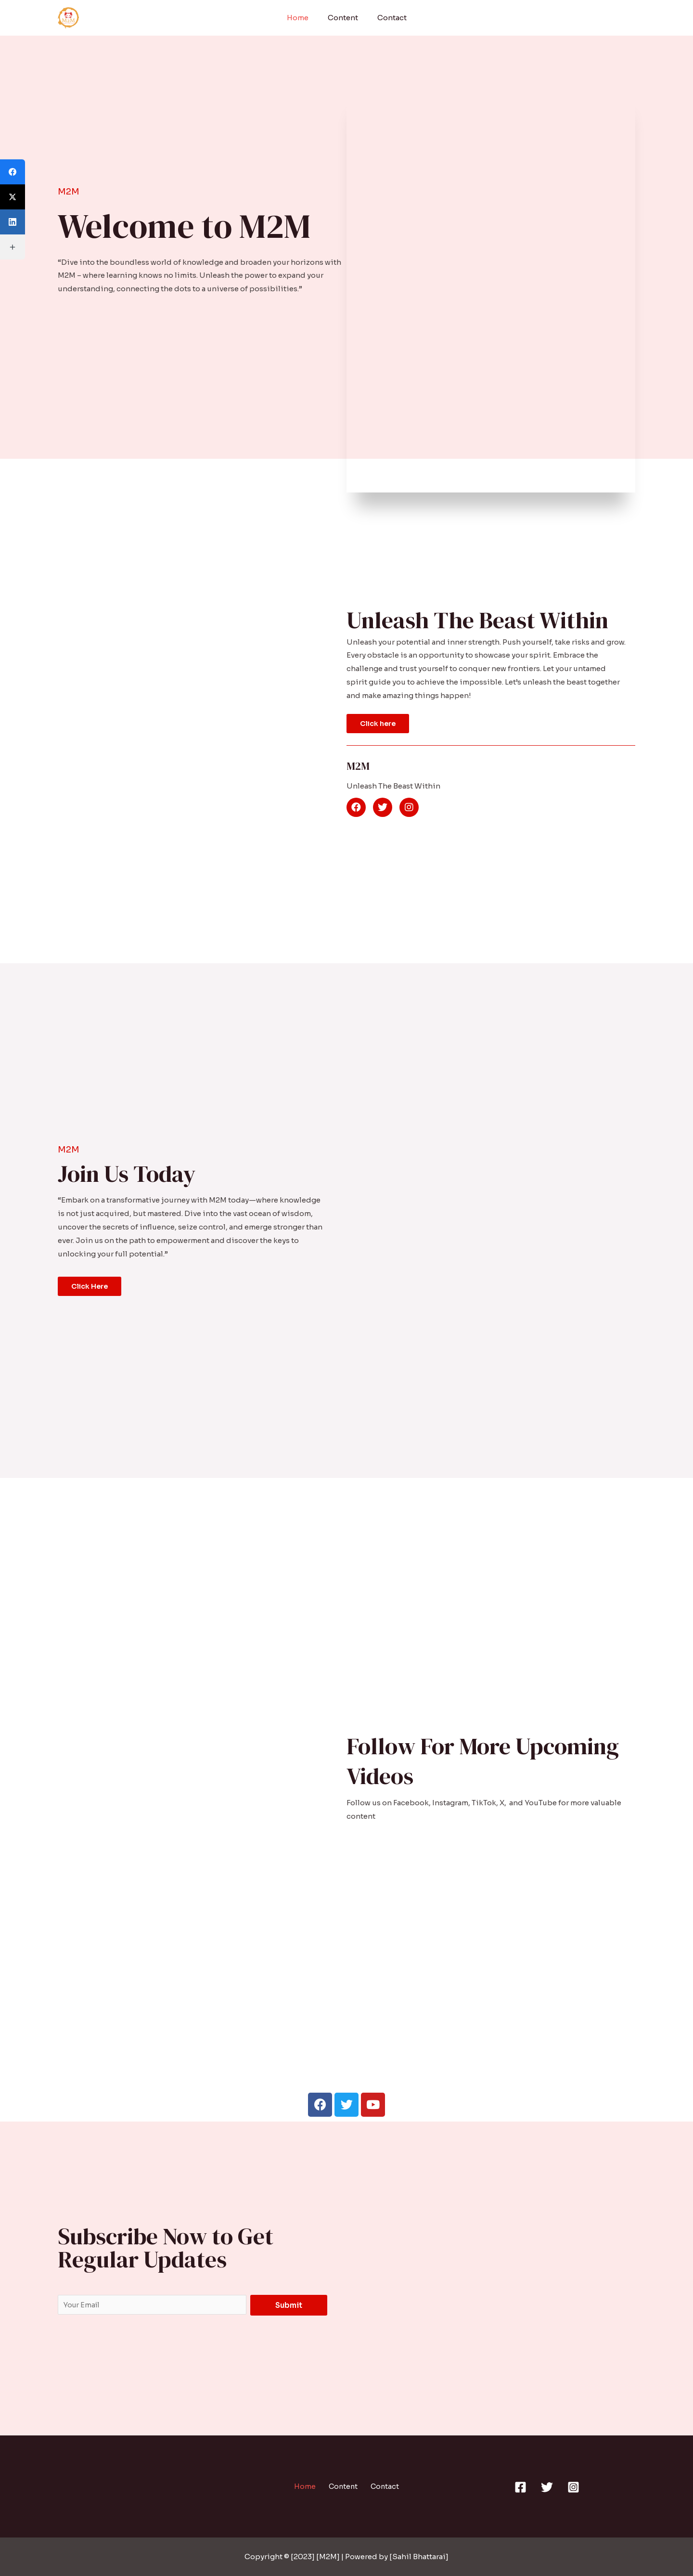 Home Content Contact
M2M
Welcome to M2M
“Dive into the boundless world of knowledge and broaden your horizons with
M2M – where learning knows no limits. Unleash the power to expand your
understanding, connecting the dots to a universe of possibilities.”
Unleash The Beast Within
Unleash your potential and inner strength. Push yourself, take risks and grow.
Every obstacle is an opportunity to showcase your spirit. Embrace the
challenge and trust yourself to conquer new frontiers. Let your untamed
spirit guide you to achieve the impossible. Let’s unleash the beast together
and make amazing things happen!
Click here
M2M
Unleash The Beast Within
M2M
Join Us Today
“Embark on a transformative journey with M2M today—where knowledge
is not just acquired, but mastered. Dive into the vast ocean of wisdom,
uncover the secrets of influence, seize control, and emerge stronger than
ever. Join us on the path to empowerment and discover the keys to
unlocking your full potential.”
Click Here
Follow For More Upcoming
Videos
Follow us on Facebook, Instagram, TikTok, X, and YouTube for more valuable
content
Subscribe Now to Get
Regular Updates
Your Email
Submit
Home Content Contact
Copyright © [2023] [M2M] | Powered by [Sahil Bhattarai]